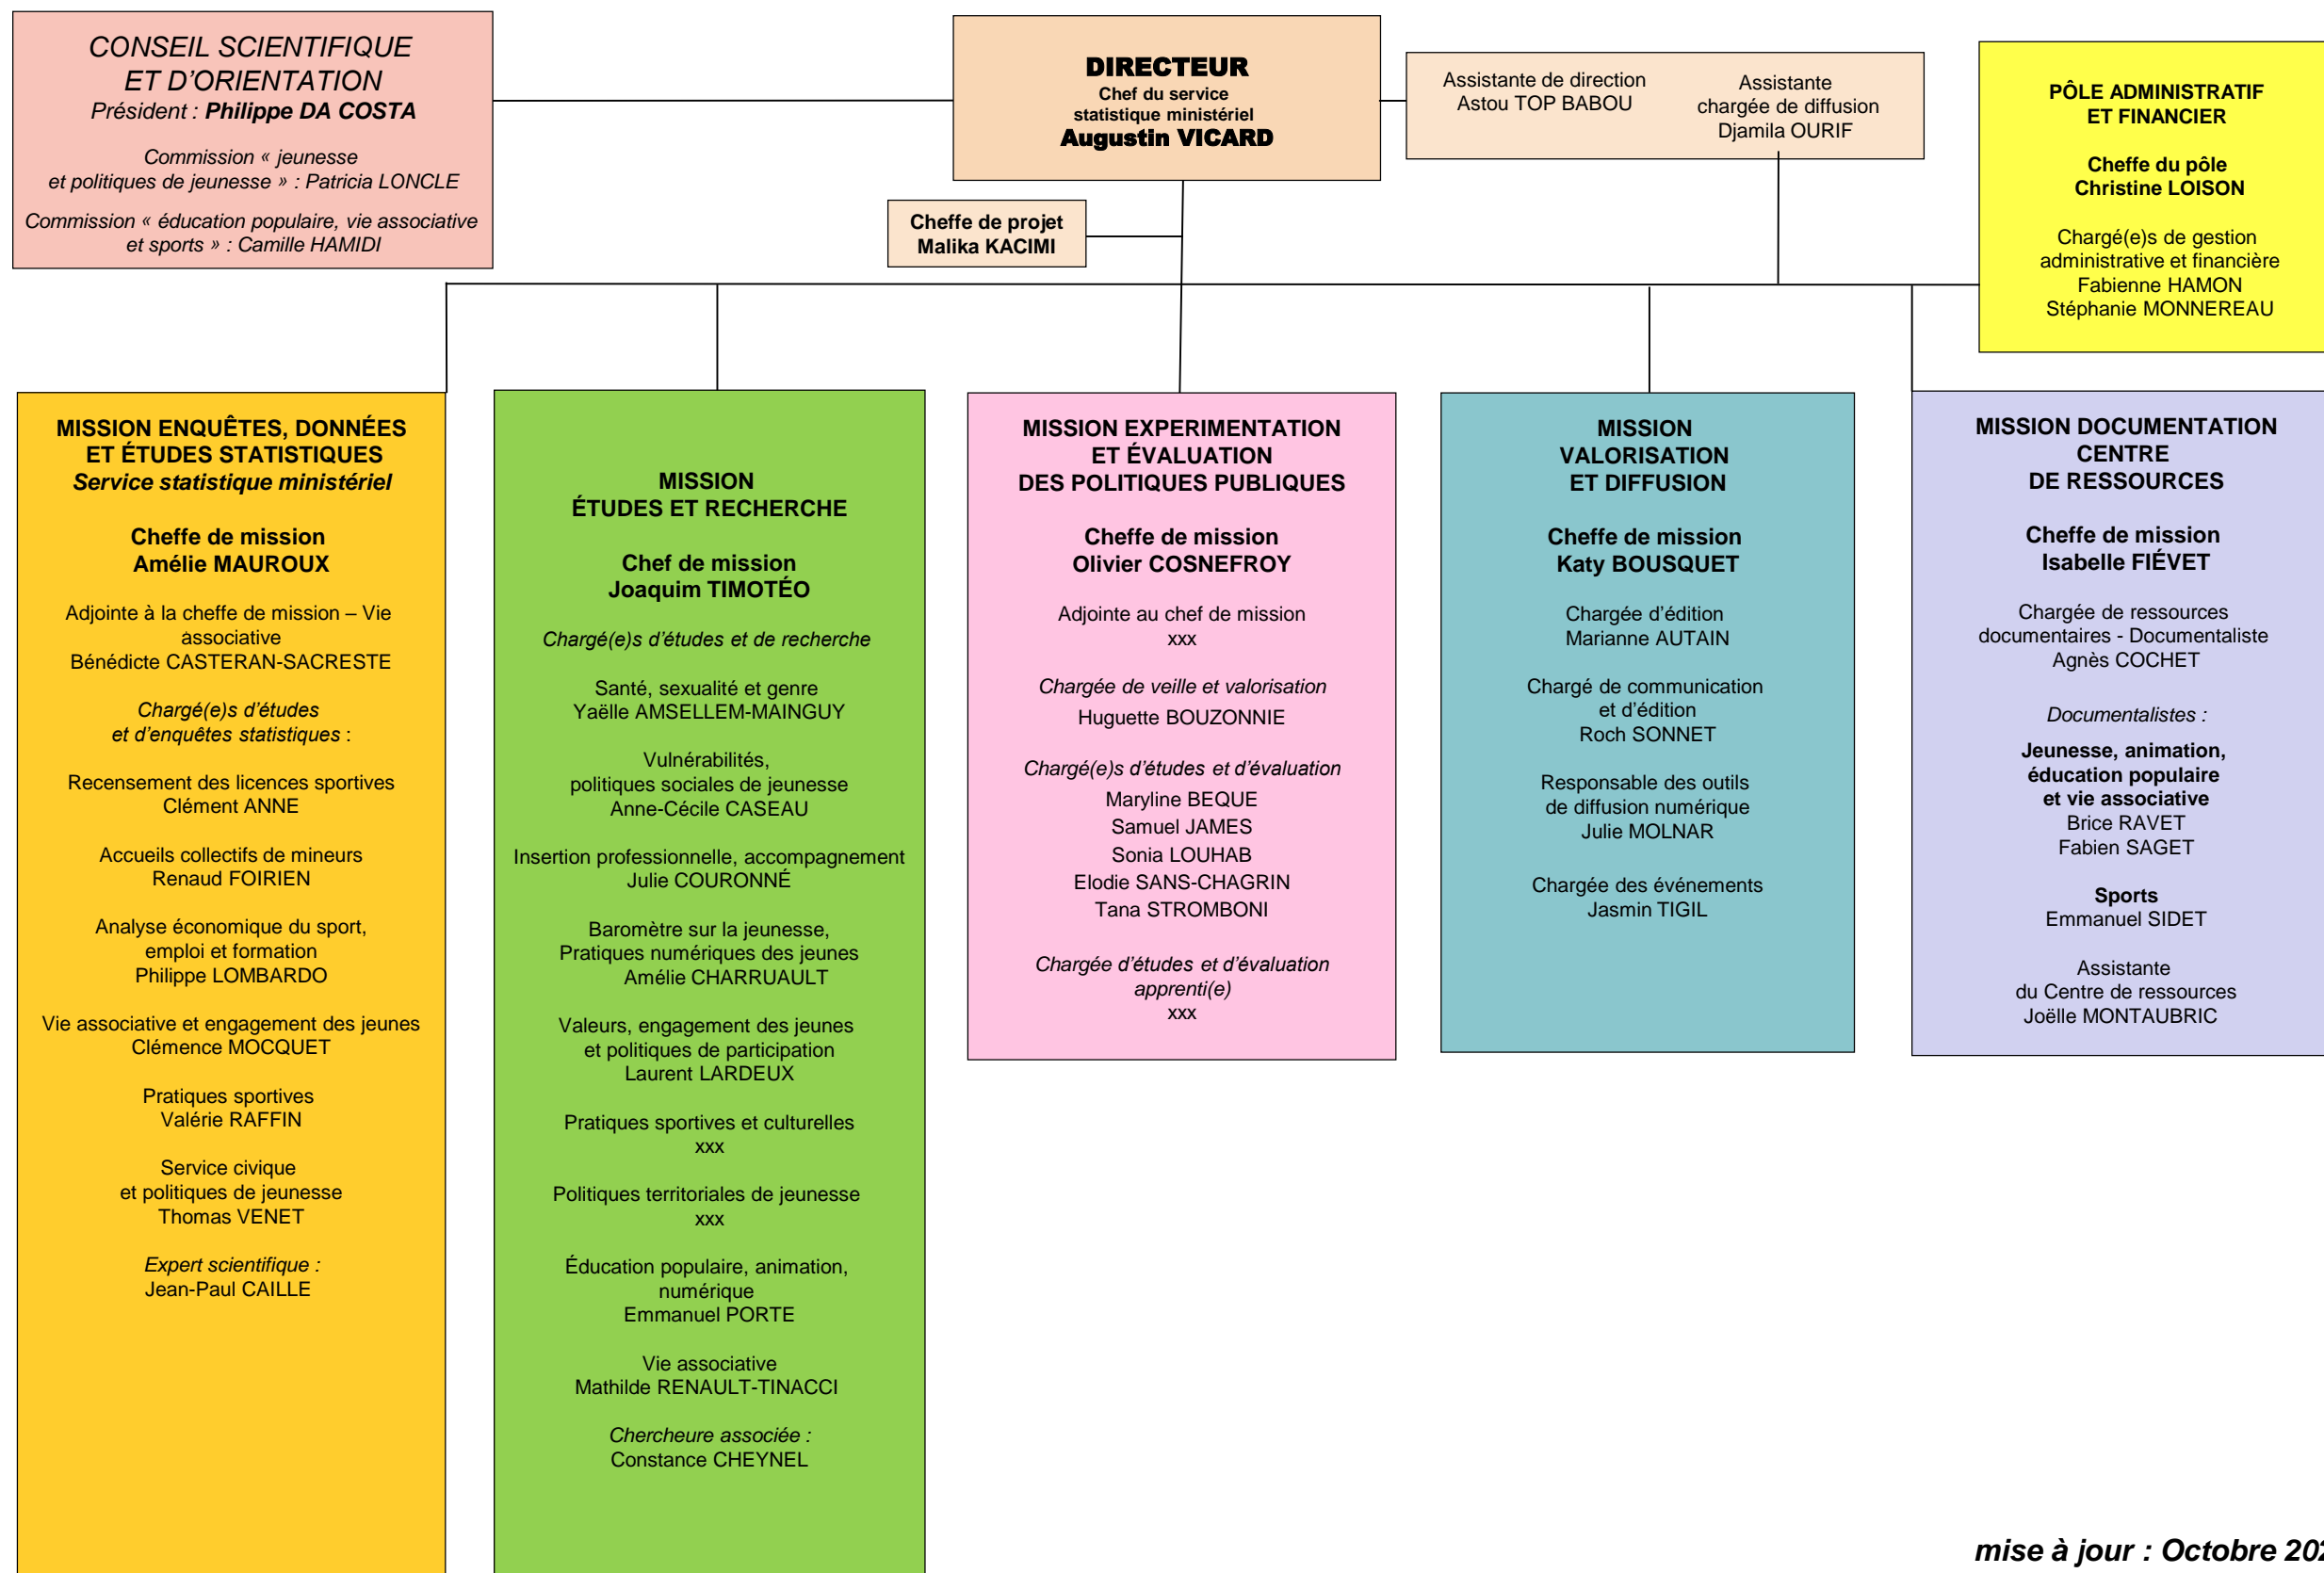 CONSEIL SCIENTIFIQUE
ET D'ORIENTATION
Président : Philippe DA COSTA
Commission « jeunesse
et politiques de jeunesse » : Patricia LONCLE
Commission « éducation populaire, vie associative
et sports » : Camille HAMIDI
DIRECTEUR
Chef du service
statistique ministériel
Augustin VICARD
Assistante de direction
Astou TOP BABOU
Assistante
chargée de diffusion
Djamila OURIF
Cheffe de projet
Malika KACIMI
PÔLE ADMINISTRATIF
ET FINANCIER
Cheffe du pôle
Christine LOISON
Chargé(e)s de gestion
administrative et financière
Fabienne HAMON
Stéphanie MONNEREAU
MISSION ENQUÊTES, DONNÉES
ET ÉTUDES STATISTIQUES
Service statistique ministériel
Cheffe de mission
Amélie MAUROUX
Adjointe à la cheffe de mission – Vie
associative
Bénédicte CASTERAN-SACRESTE
Chargé(e)s d'études
et d'enquêtes statistiques :
Recensement des licences sportives
Clément ANNE
Accueils collectifs de mineurs
Renaud FOIRIEN
Analyse économique du sport,
emploi et formation
Philippe LOMBARDO
Vie associative et engagement des jeunes
Clémence MOCQUET
Pratiques sportives
Valérie RAFFIN
Service civique
et politiques de jeunesse
Thomas VENET
Expert scientifique :
Jean-Paul CAILLE
MISSION
ÉTUDES ET RECHERCHE
Chef de mission
Joaquim TIMOTÉO
Chargé(e)s d'études et de recherche
Santé, sexualité et genre
Yaëlle AMSELLEM-MAINGUY
Vulnérabilités,
politiques sociales de jeunesse
Anne-Cécile CASEAU
Insertion professionnelle, accompagnement
Julie COURONNÉ
Baromètre sur la jeunesse,
Pratiques numériques des jeunes
Amélie CHARRUAULT
Valeurs, engagement des jeunes
et politiques de participation
Laurent LARDEUX
Pratiques sportives et culturelles
xxx
Politiques territoriales de jeunesse
xxx
Éducation populaire, animation,
numérique
Emmanuel PORTE
Vie associative
Mathilde RENAULT-TINACCI
Chercheure associée :
Constance CHEYNEL
MISSION EXPERIMENTATION
ET ÉVALUATION
DES POLITIQUES PUBLIQUES
Cheffe de mission
Olivier COSNEFROY
Adjointe au chef de mission
xxx
Chargée de veille et valorisation
Huguette BOUZONNIE
Chargé(e)s d'études et d'évaluation
Maryline BEQUE
Samuel JAMES
Sonia LOUHAB
Elodie SANS-CHAGRIN
Tana STROMBONI
Chargée d'études et d'évaluation
apprenti(e)
xxx
MISSION
VALORISATION
ET DIFFUSION
Cheffe de mission
Katy BOUSQUET
Chargée d'édition
Marianne AUTAIN
Chargé de communication
et d'édition
Roch SONNET
Responsable des outils
de diffusion numérique
Julie MOLNAR
Chargée des événements
Jasmin TIGIL
MISSION DOCUMENTATION
CENTRE
DE RESSOURCES
Cheffe de mission
Isabelle FIÉVET
Chargée de ressources
documentaires - Documentaliste
Agnès COCHET
Documentalistes :
Jeunesse, animation,
éducation populaire
et vie associative
Brice RAVET
Fabien SAGET
Sports
Emmanuel SIDET
Assistante
du Centre de ressources
Joëlle MONTAUBRIC
mise à jour : Octobre